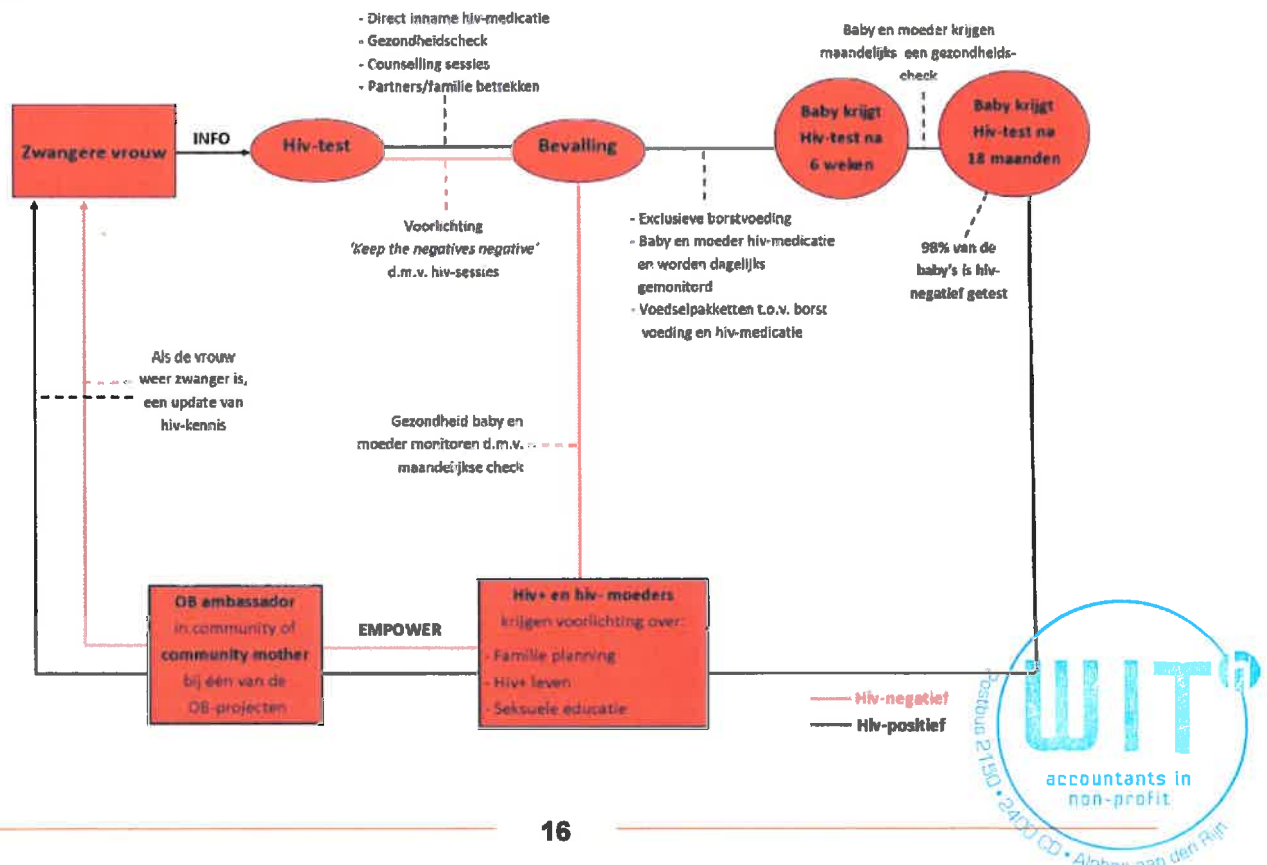 - Direct inname hiv-medicatie
- Gezondheidscheck
- Counselling sessies
- Partners/familie betrekken
Baby en moeder krijgen
maandelijks een gezondheids-
check
Zwangere vrouw
INFO
Hiv-test
Bevalling
Baby krijgt
Hiv-test na
6 weken
Baby krijgt
Hiv-test na
18 maanden
Voorlichting
'Keep the negatives negative'
d.m.v. hiv-sessies
- Exclusieve borstvoeding
- Baby en moeder hiv-medicatie
en worden dagelijks
gemonitord
- Voedselpakketten t.o.v. borst
voeding en hiv-medicatie
98% van de
baby's is hiv-
negatief getest
Als de vrouw
weer zwanger is,
een update van
hiv-kennis
Gezondheid baby en
moeder monitoren d.m.v.
maandelijkse check
OB ambassador
in community of
community mother
bij één van de
OB-projecten
EMPOWER
Hiv+ en hiv- moeders
krijgen voorlichting over:
- Familie planning
- Hiv+ leven
- Seksuele educatie
Hiv-negatief
Hiv-positief
WIT
accountants in
non-profit
Postbus 2150 • 2400 CD • Alphen aan den Rijn
16